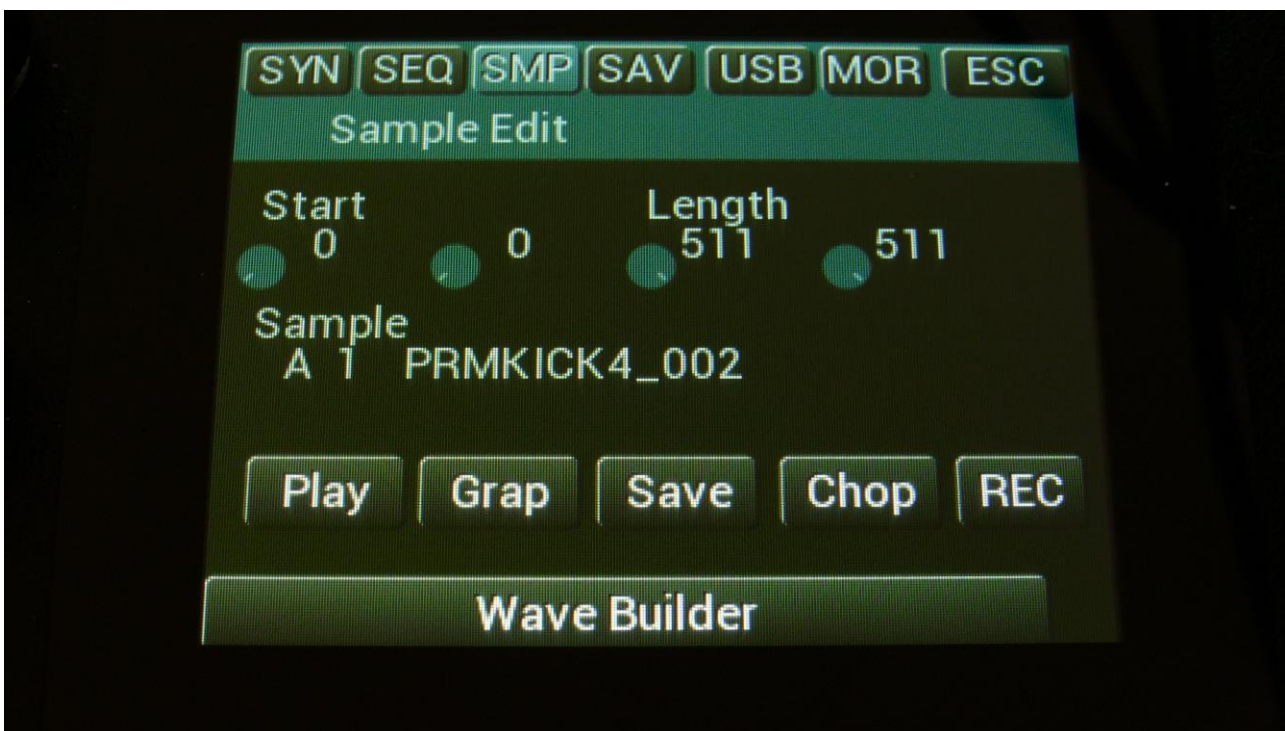 SYN SEQ SMP SAV USB MOR ESC
Sample Edit
Start Length
0 0 511 511
Sample
A 1 PRMKICK4_002
Play Grap Save Chop REC
Wave Builder